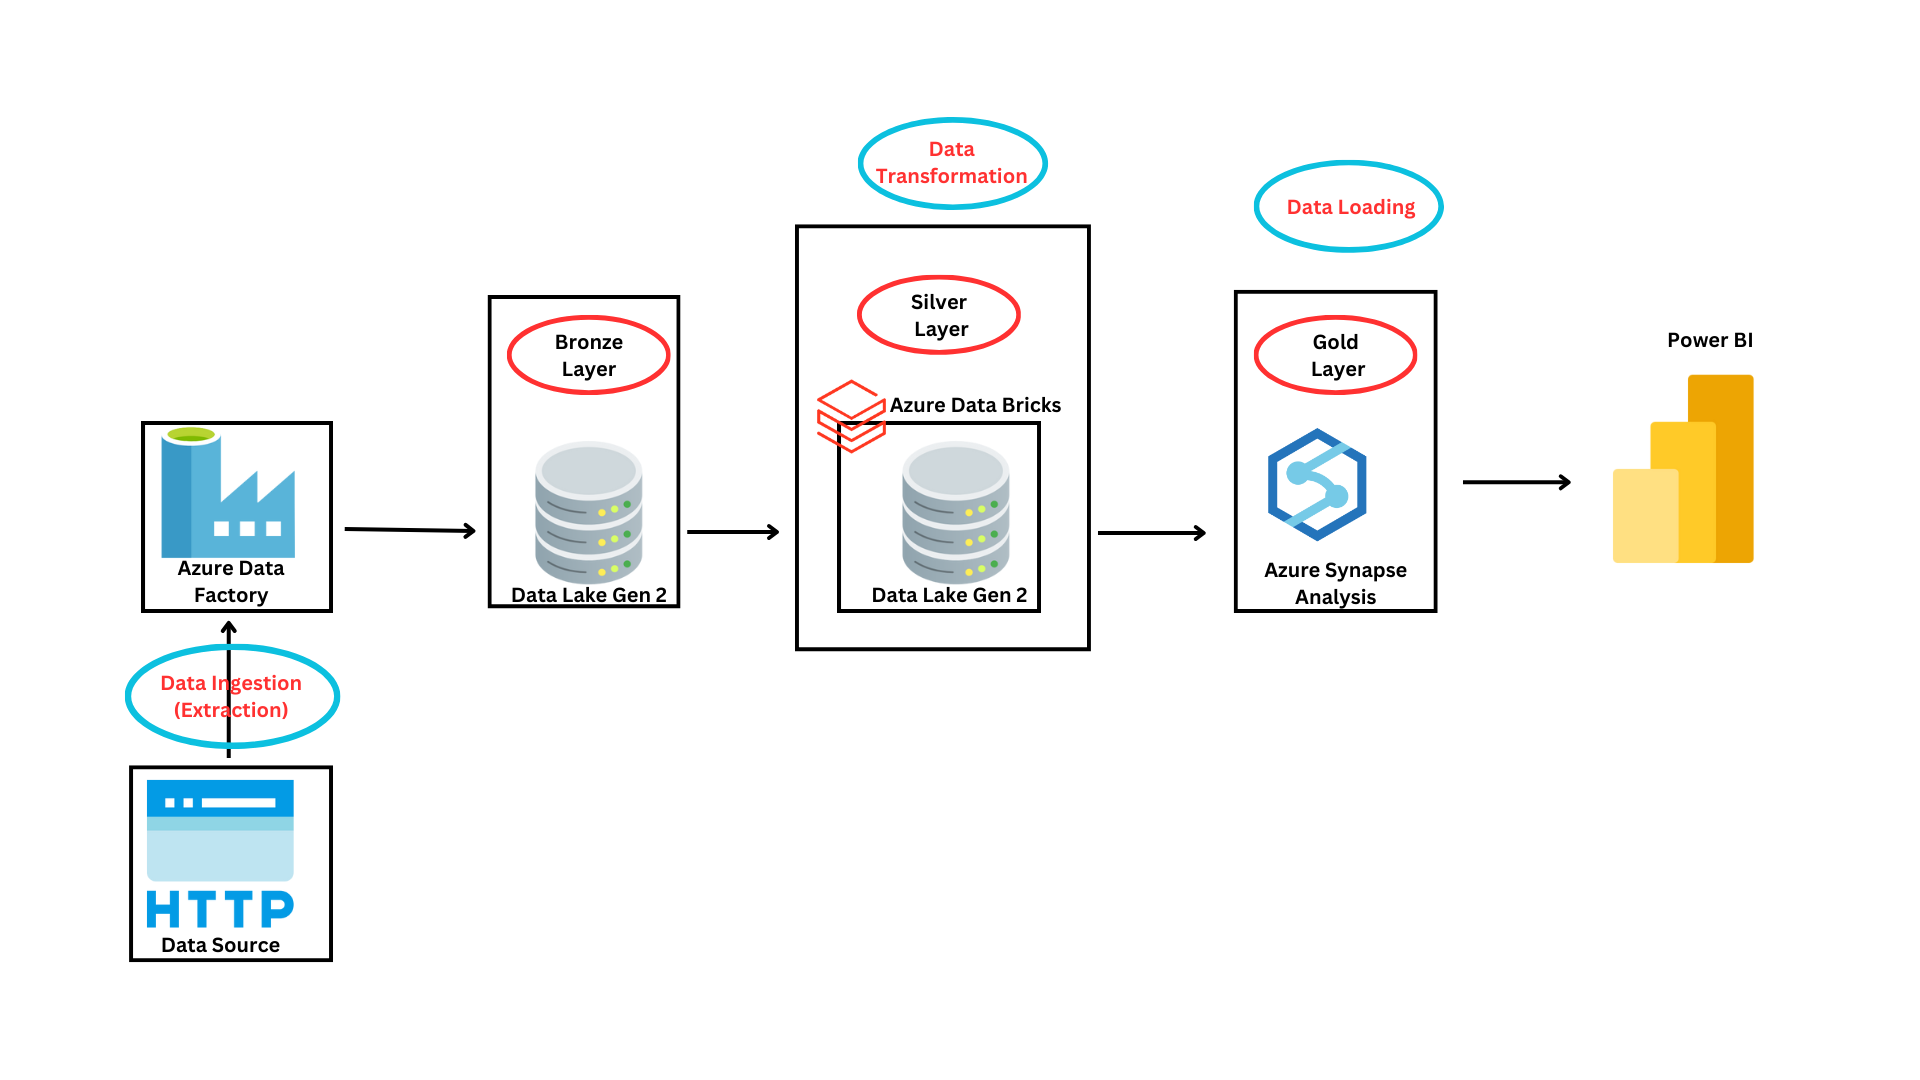 Data
Transformation
Data Loading
Silver
Layer
Bronze
Layer
Gold
Layer
Power BI
Azure Data Bricks
Azure Data
Factory
Data Lake Gen 2
Data Lake Gen 2
Azure Synapse
Analysis
Data Ingestion
(Extraction)
HTTP
Data Source